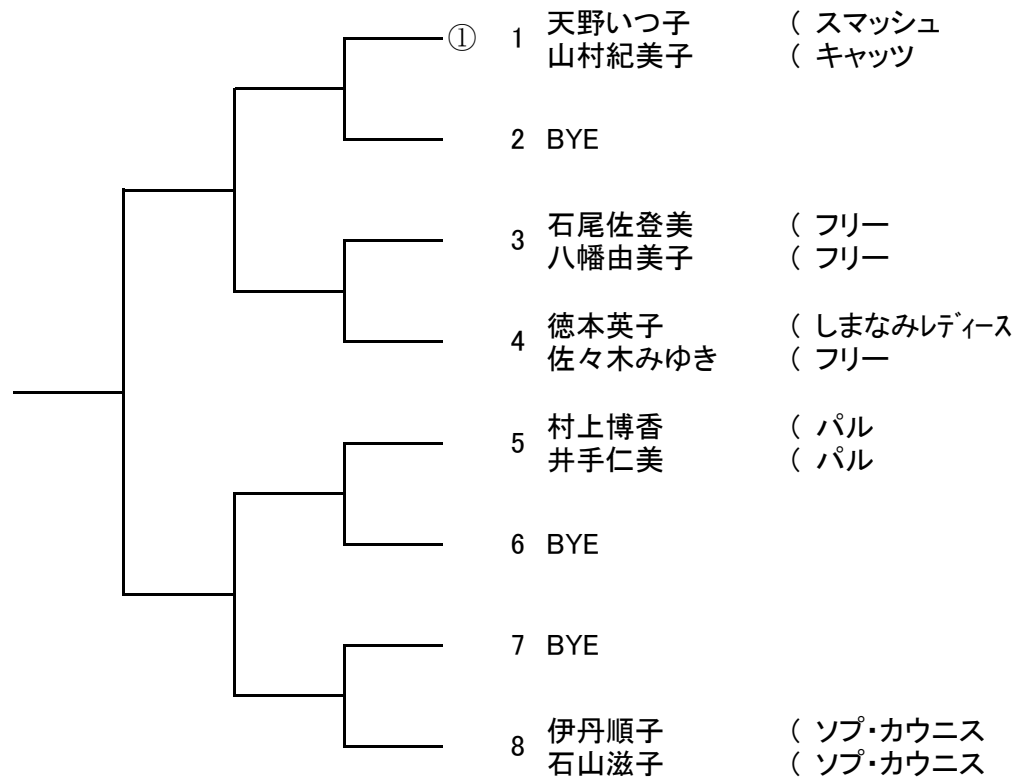 ① 1 天野いつ子 ( スマッシュ
山村紀美子 ( キャッツ
2 BYE
3 石尾佐登美 ( フリー
八幡由美子 ( フリー
4 徳本英子 ( しまなみレディース
佐々木みゆき ( フリー
5 村上博香 ( パル
井手仁美 ( パル
6 BYE
7 BYE
8 伊丹順子 ( ソプ・カウニス
石山滋子 ( ソプ・カウニス